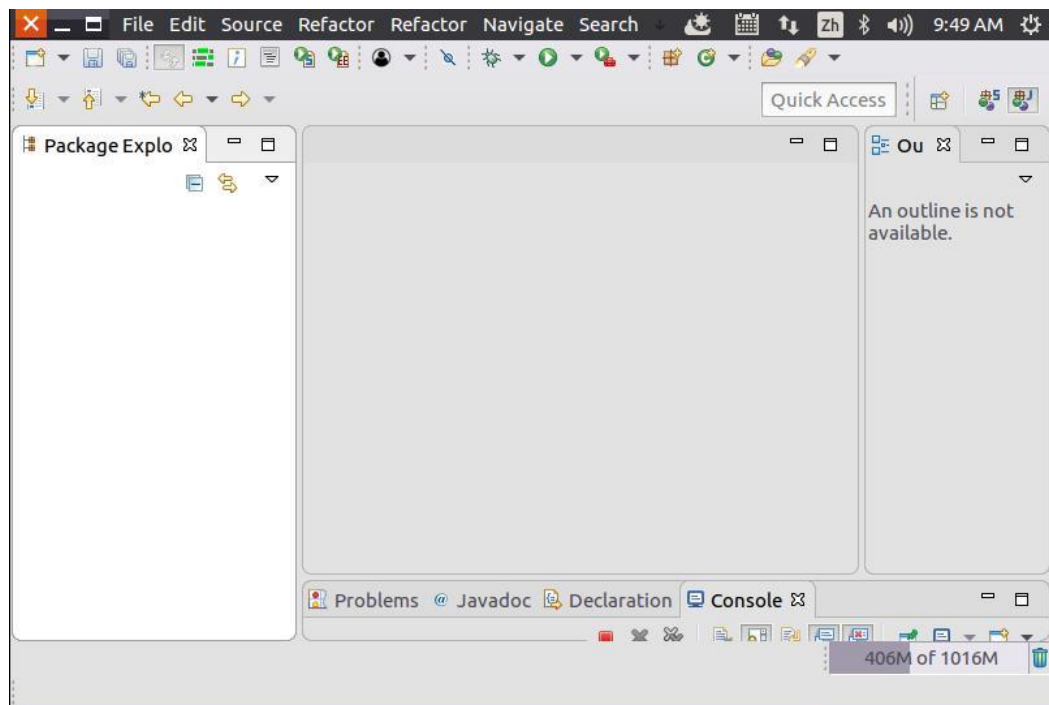 File Edit Source Refactor Refactor Navigate Search Zh 9:49 AM
Quick Access
Package Explo
Ou
An outline is not
available.
Problems @ Javadoc Declaration Console
406M of 1016M